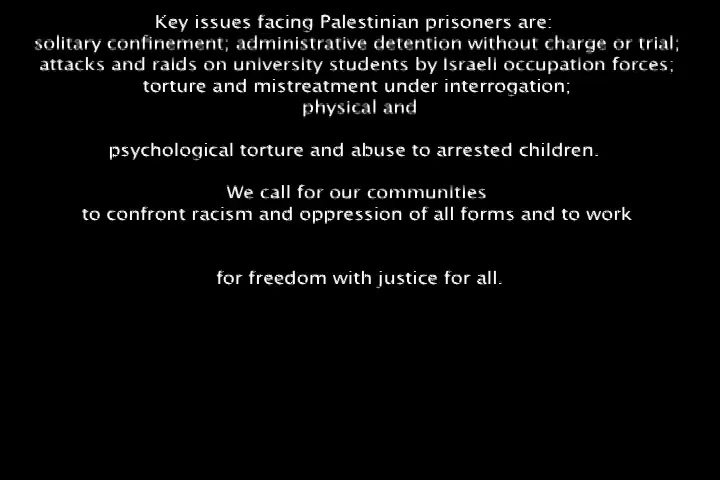 Key issues facing Palestinian prisoners are:
solitary confinement; administrative detention without charge or trial;
attacks and raids on university students by Israeli occupation forces;
torture and mistreatment under interrogation;
physical and
psychological torture and abuse to arrested children.
We call for our communities
to confront racism and oppression of all forms and to work
for freedom with justice for all.